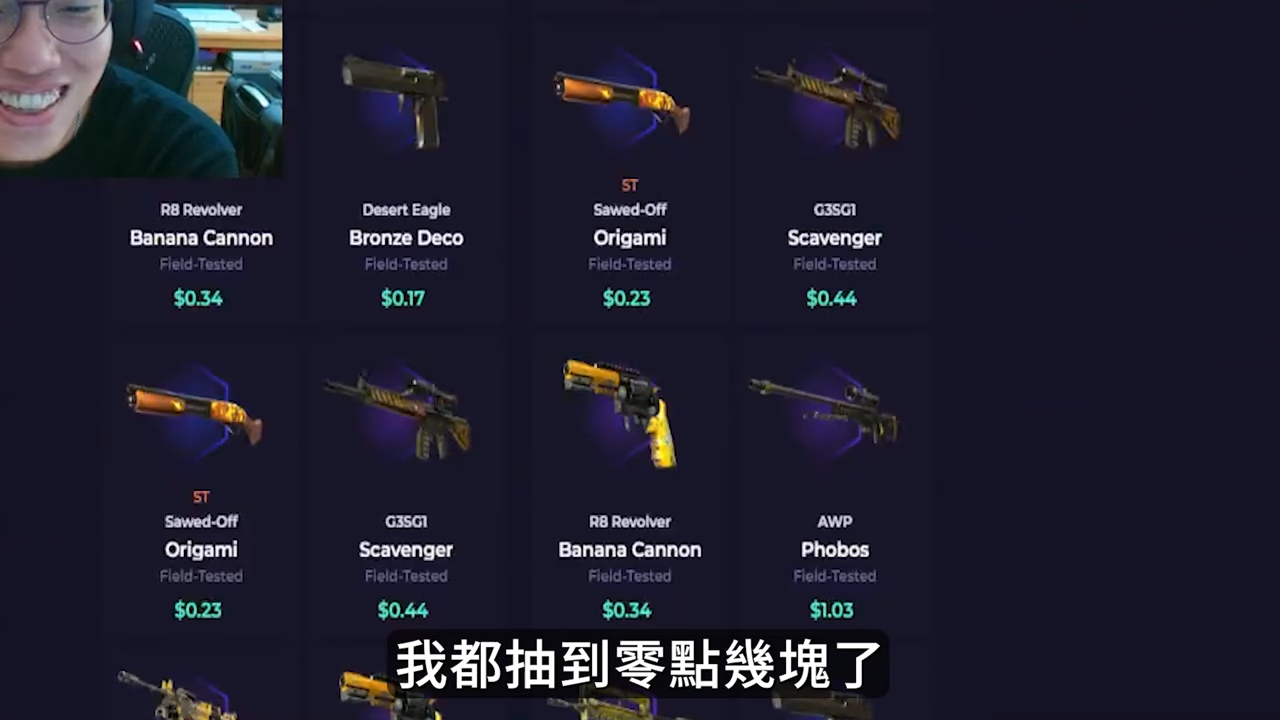 R8 Revolver
Banana Cannon
Field-Tested
$0.34
Desert Eagle
Bronze Deco
Field-Tested
$0.17
ST
Sawed-Off
Origami
Field-Tested
$0.23
G3SG1
Scavenger
Field-Tested
$0.44
ST
Sawed-Off
Origami
Field-Tested
$0.23
G3SG1
Scavenger
Field-Tested
$0.44
R8 Revolver
Banana Cannon
Field-Tested
$0.34
AWP
Phobos
Field-Tested
$1.03
我都抽到零點幾塊了